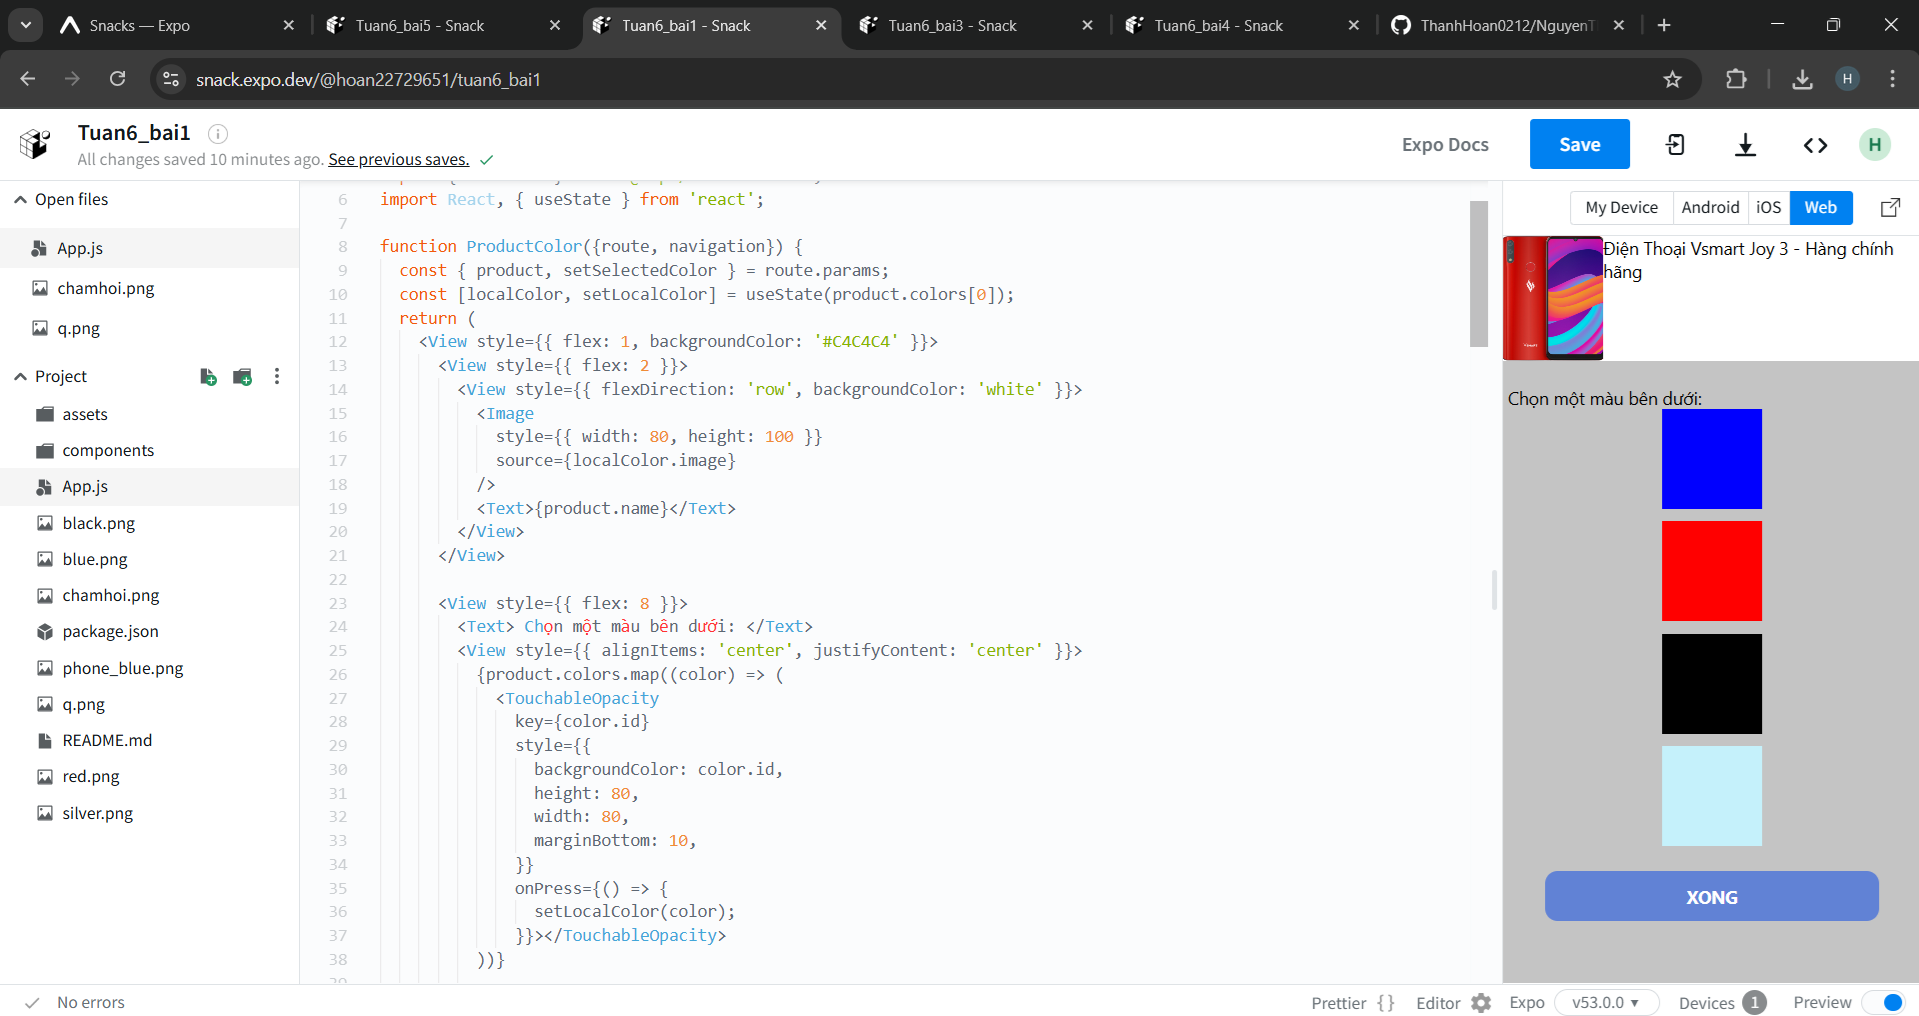 Snacks — Expo
Tuan6_bai5 - Snack
Tuan6_bai1 - Snack
Tuan6_bai3 - Snack
Tuan6_bai4 - Snack
ThanhHoan0212/NguyenT
snack.expo.dev/@hoan22729651/tuan6_bai1
H
Tuan6_bai1
All changes saved 10 minutes ago. See previous saves.
Expo Docs
Save
H
Open files
App.js
chamhoi.png
q.png
Project
assets
components
App.js
black.png
blue.png
chamhoi.png
package.json
phone_blue.png
q.png
README.md
red.png
silver.png
6 import React, { useState } from 'react';
7
8 function ProductColor({route, navigation}) {
9 const { product, setSelectedColor } = route.params;
10 const [localColor, setLocalColor] = useState(product.colors[0]);
11 return (
12 <View style={{ flex: 1, backgroundColor: '#C4C4C4' }}>
13 <View style={{ flex: 2 }}>
14 <View style={{ flexDirection: 'row', backgroundColor: 'white' }}>
15 <Image
16 style={{ width: 80, height: 100 }}
17 source={localColor.image}
18 />
19 <Text>{product.name}</Text>
20 </View>
21 </View>
22
23 <View style={{ flex: 8 }}>
24 <Text> Chọn một màu bên dưới: </Text>
25 <View style={{ alignItems: 'center', justifyContent: 'center' }}>
26 {product.colors.map((color) => (
27 <TouchableOpacity
28 key={color.id}
29 style={{
30 backgroundColor: color.id,
31 height: 80,
32 width: 80,
33 marginBottom: 10,
34 }}
35 onPress={() => {
36 setLocalColor(color);
37 }}></TouchableOpacity>
38 ))}
My Device
Android
iOS
Web
Điện Thoại Vsmart Joy 3 - Hàng chính
hãng
Chọn một màu bên dưới:
XONG
No errors
Prettier { }
Editor
Expo
v53.0.0
Devices 1
Preview